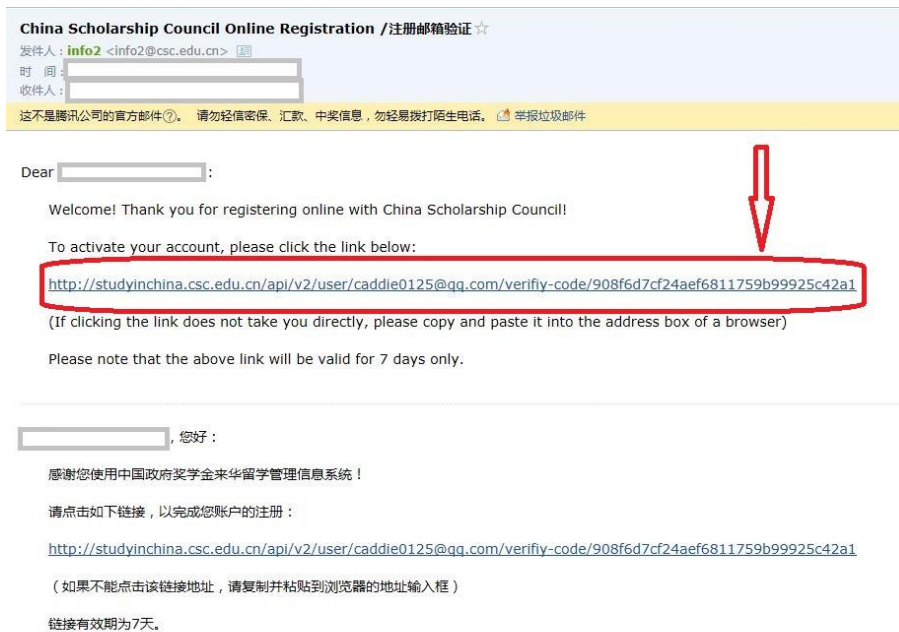 China Scholarship Council Online Registration /注册邮箱验证☆
发件人：info2 <info2@csc.edu.cn>
时 间：
收件人：
这不是腾讯公司的官方邮件?。 请勿轻信密保、汇款、中奖信息，勿轻易拨打陌生电话。 举报垃圾邮件
Dear :
Welcome! Thank you for registering online with China Scholarship Council!
To activate your account, please click the link below:
http://studyinchina.csc.edu.cn/api/v2/user/caddie0125@qq.com/verifiy-code/908f6d7cf24aef6811759b99925c42a1
(If clicking the link does not take you directly, please copy and paste it into the address box of a browser)
Please note that the above link will be valid for 7 days only.
, 您好：
感谢您使用中国政府奖学金来华留学管理信息系统！
请点击如下链接，以完成您账户的注册：
http://studyinchina.csc.edu.cn/api/v2/user/caddie0125@qq.com/verifiy-code/908f6d7cf24aef6811759b99925c42a1
（如果不能点击该链接地址，请复制并粘贴到浏览器的地址输入框）
链接有效期为7天。